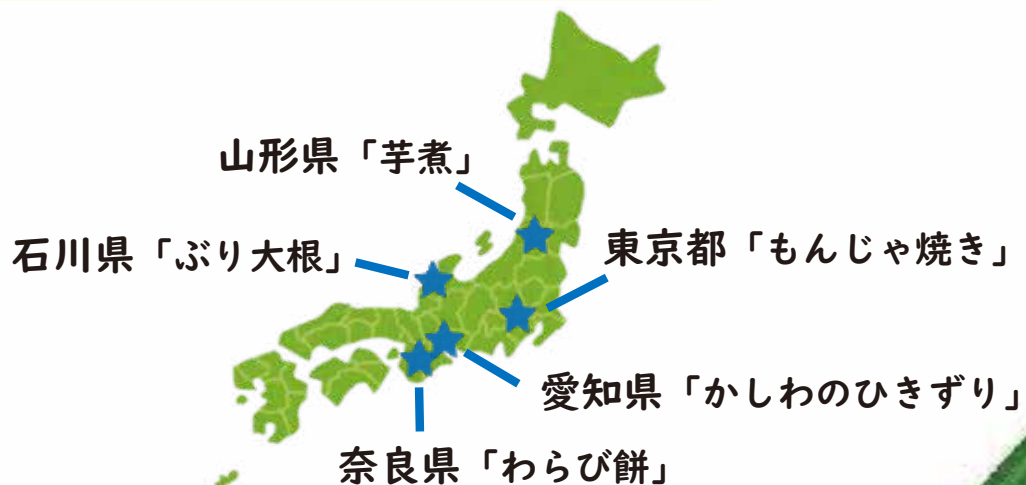 山形県「芋煮」
石川県「ぶり大根」
東京都「もんじゃ焼き」
愛知県「かしわのひきずり」
奈良県「わらび餅」